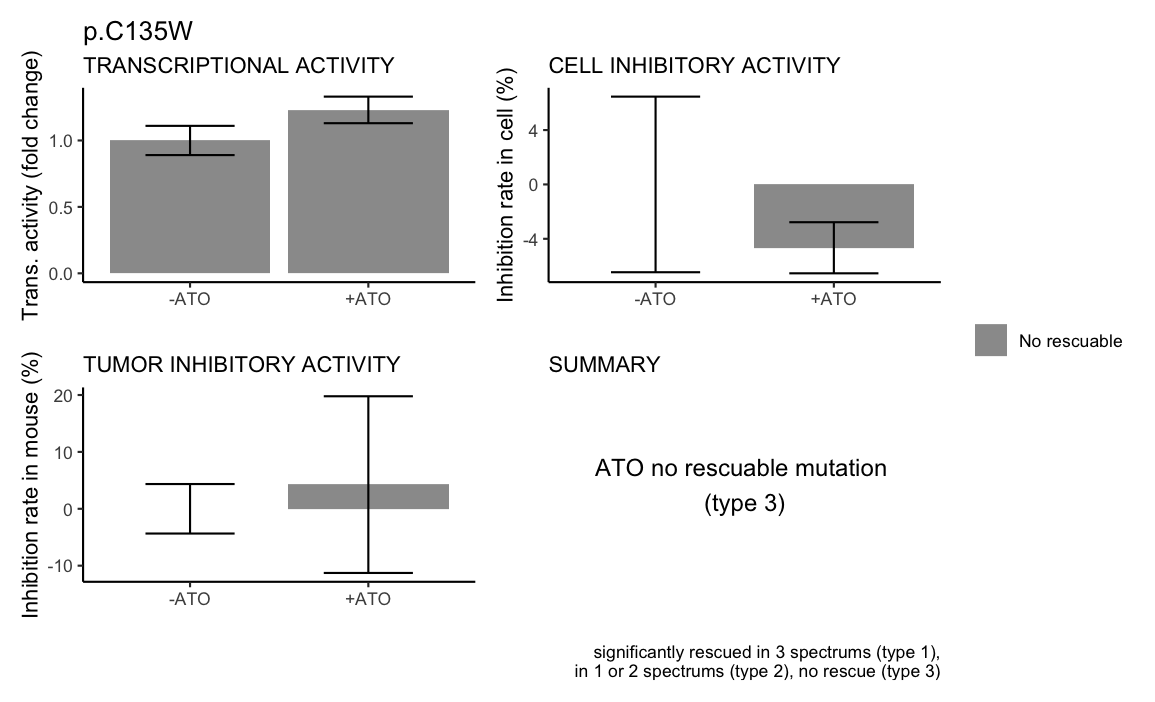 p.C135W
TRANSCRIPTIONAL ACTIVITY
Trans. activity (fold change)
1.0
0.5
0.0
-ATO
+ATO
CELL INHIBITORY ACTIVITY
Inhibition rate in cell (%)
4
0
-4
-ATO
+ATO
No rescuable
TUMOR INHIBITORY ACTIVITY
Inhibition rate in mouse (%)
20
10
0
-10
-ATO
+ATO
SUMMARY
ATO no rescuable mutation
(type 3)
significantly rescued in 3 spectrums (type 1),
in 1 or 2 spectrums (type 2), no rescue (type 3)